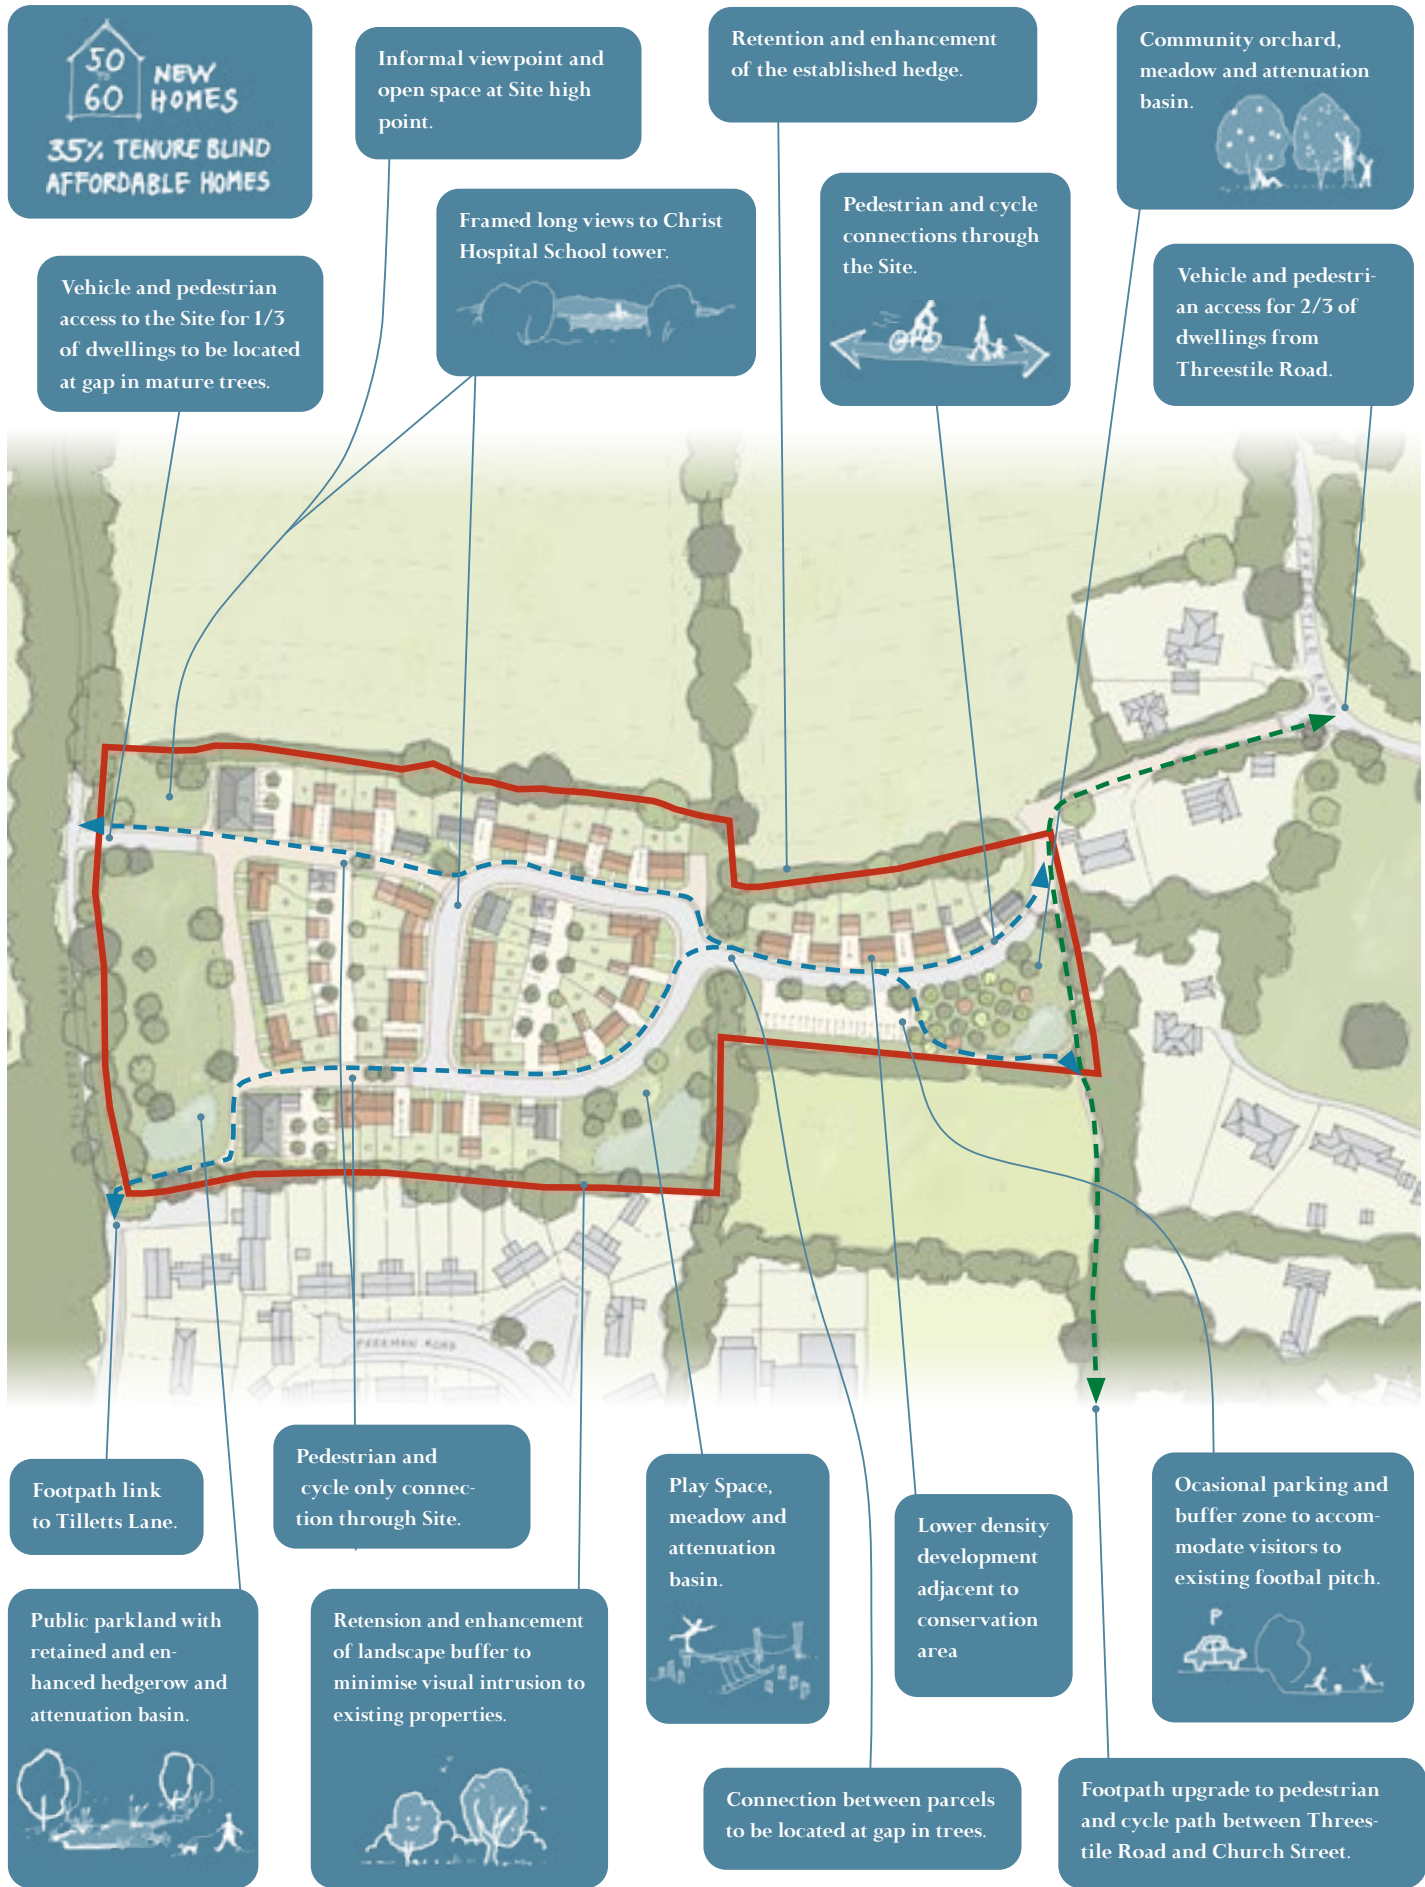 50
TO
60
NEW
HOMES
35% TENURE BLIND
AFFORDABLE HOMES
Informal viewpoint and
open space at Site high
point.
Retention and enhancement
of the established hedge.
Community orchard,
meadow and attenuation
basin.
Framed long views to Christ
Hospital School tower.
Pedestrian and cycle
connections through
the Site.
Vehicle and pedestrian
access to the Site for 1/3
of dwellings to be located
at gap in mature trees.
Vehicle and pedestri-
an access for 2/3 of
dwellings from
Threestile Road.
FREEMAN ROAD
Footpath link
to Tilletts Lane.
Pedestrian and
cycle only connec-
tion through Site.
Play Space,
meadow and
attenuation
basin.
Lower density
development
adjacent to
conservation
area
Ocasional parking and
buffer zone to accom-
modate visitors to
existing footbal pitch.
P
Public parkland with
retained and en-
hanced hedgerow and
attenuation basin.
Retension and enhancement
of landscape buffer to
minimise visual intrusion to
existing properties.
Connection between parcels
to be located at gap in trees.
Footpath upgrade to pedestrian
and cycle path between Threes-
tile Road and Church Street.